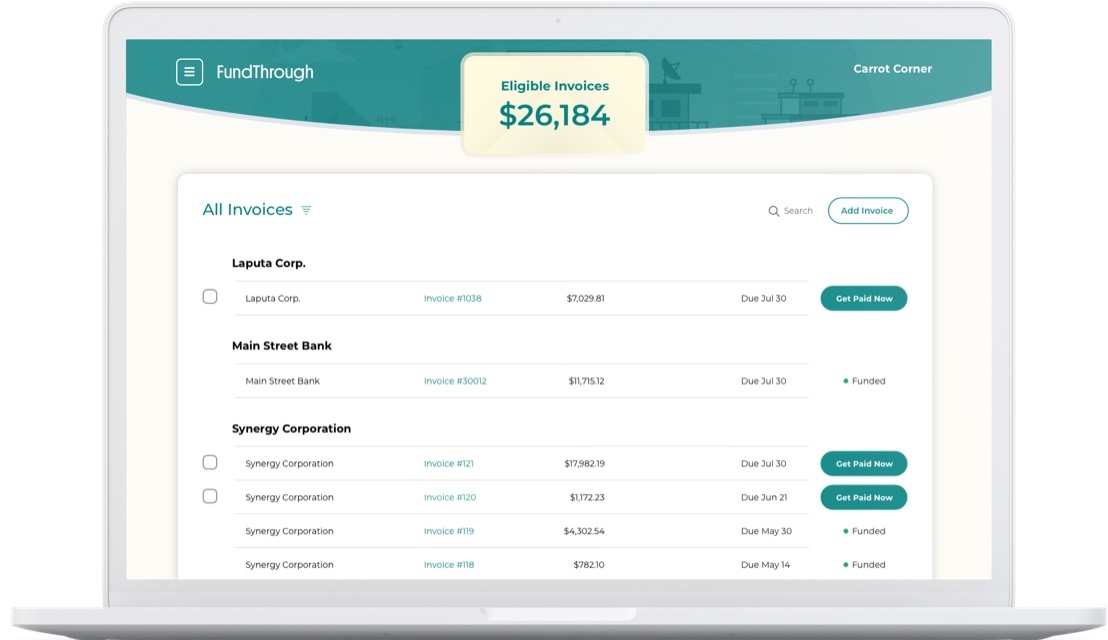 FundThrough
Eligible Invoices
$26,184
Carrot Corner
All Invoices
Search
Add Invoice
Laputa Corp.
Laputa Corp. Invoice #1038 $7,029.81 Due Jul 30 Get Paid Now
Main Street Bank
Main Street Bank Invoice #30012 $11,715.12 Due Jul 30 Funded
Synergy Corporation
Synergy Corporation Invoice #121 $17,982.19 Due Jul 30 Get Paid Now
Synergy Corporation Invoice #120 $1,172.23 Due Jun 21 Get Paid Now
Synergy Corporation Invoice #119 $4,302.54 Due May 30 Funded
Synergy Corporation Invoice #118 $782.10 Due May 14 Funded